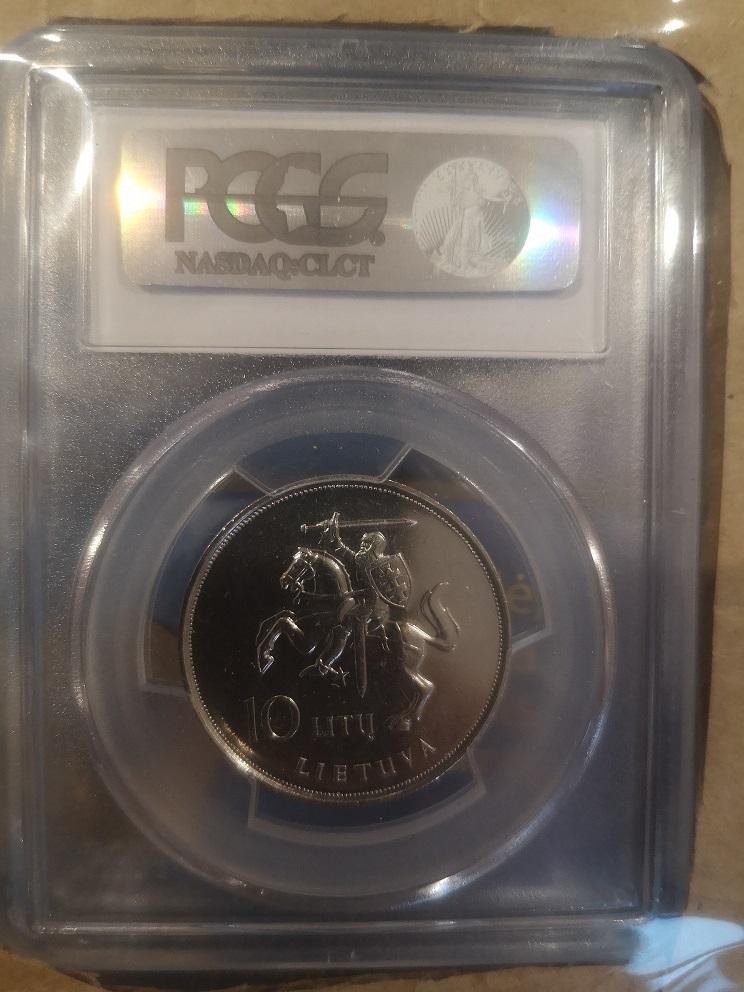 PCGS
NASDAQ:CLCT
10 LITŲ
LIETUVA
ė